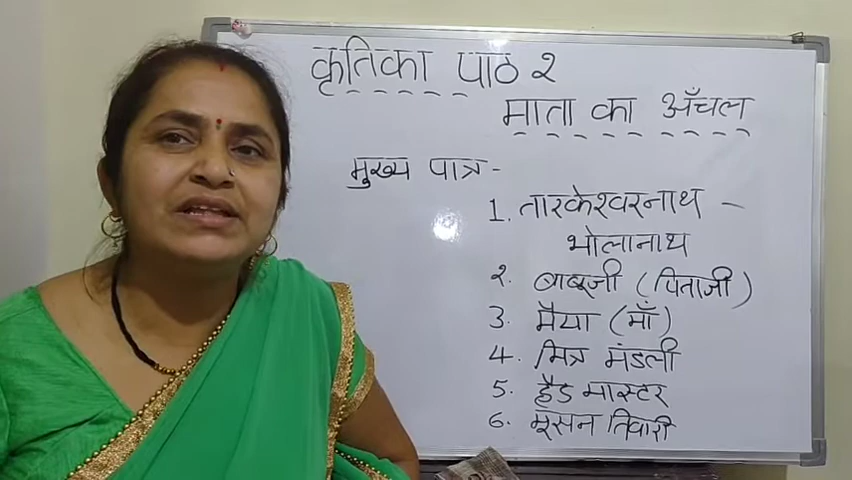 कृतिका पाठ २
माता का अँचल
मुख्य पात्र-
1. तारकेश्वरनाथ -
भोलानाथ
२. बाबूजी (पिताजी)
3. मैया (माँ)
4. मित्र मंडली
5. हैड मास्टर
6. मूसन तिवारी